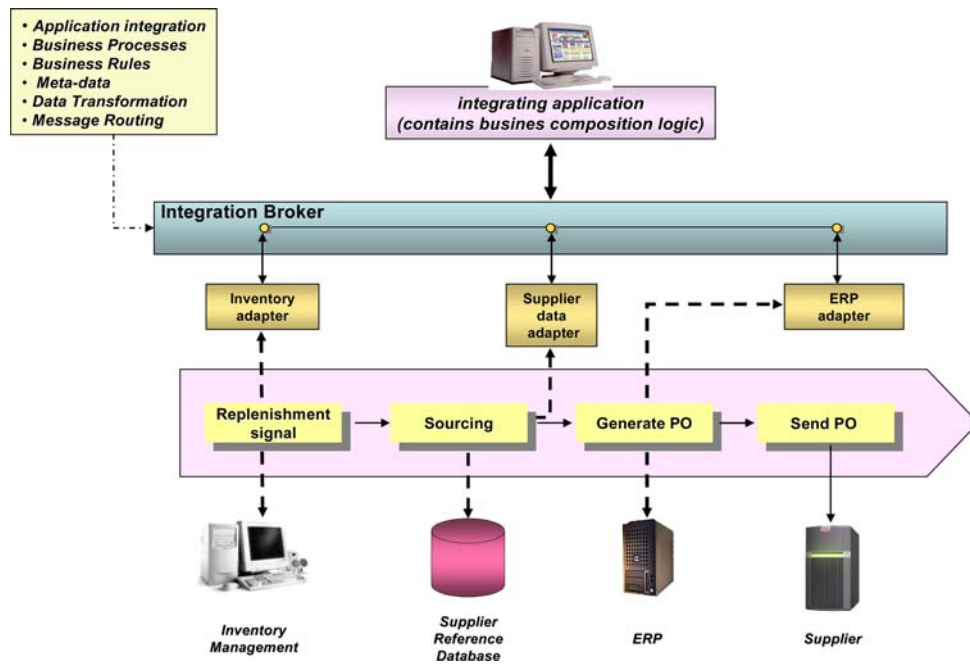 • Application integration
• Business Processes
• Business Rules
• Meta-data
• Data Transformation
• Message Routing
integrating application
(contains busines composition logic)
Integration Broker
Inventory
adapter
Supplier
data
adapter
ERP
adapter
Replenishment
signal
Sourcing
Generate PO
Send PO
Inventory
Management
Supplier
Reference
Database
ERP
Supplier